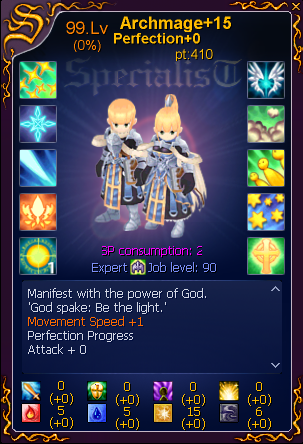 99.Lv Archmage+15
(0%) Perfection+0
pt:410
SpecialisT
SP consumption: 2
Expert Job level: 90
1
Manifest with the power of God.
'God spake: Be the light.'
Movement Speed +1
Perfection Progress
Attack + 0
0 0 0 0
(+0) (+0) (+0) (+0)
5 5 15 6
(+0) (+0) (+0) (+0)